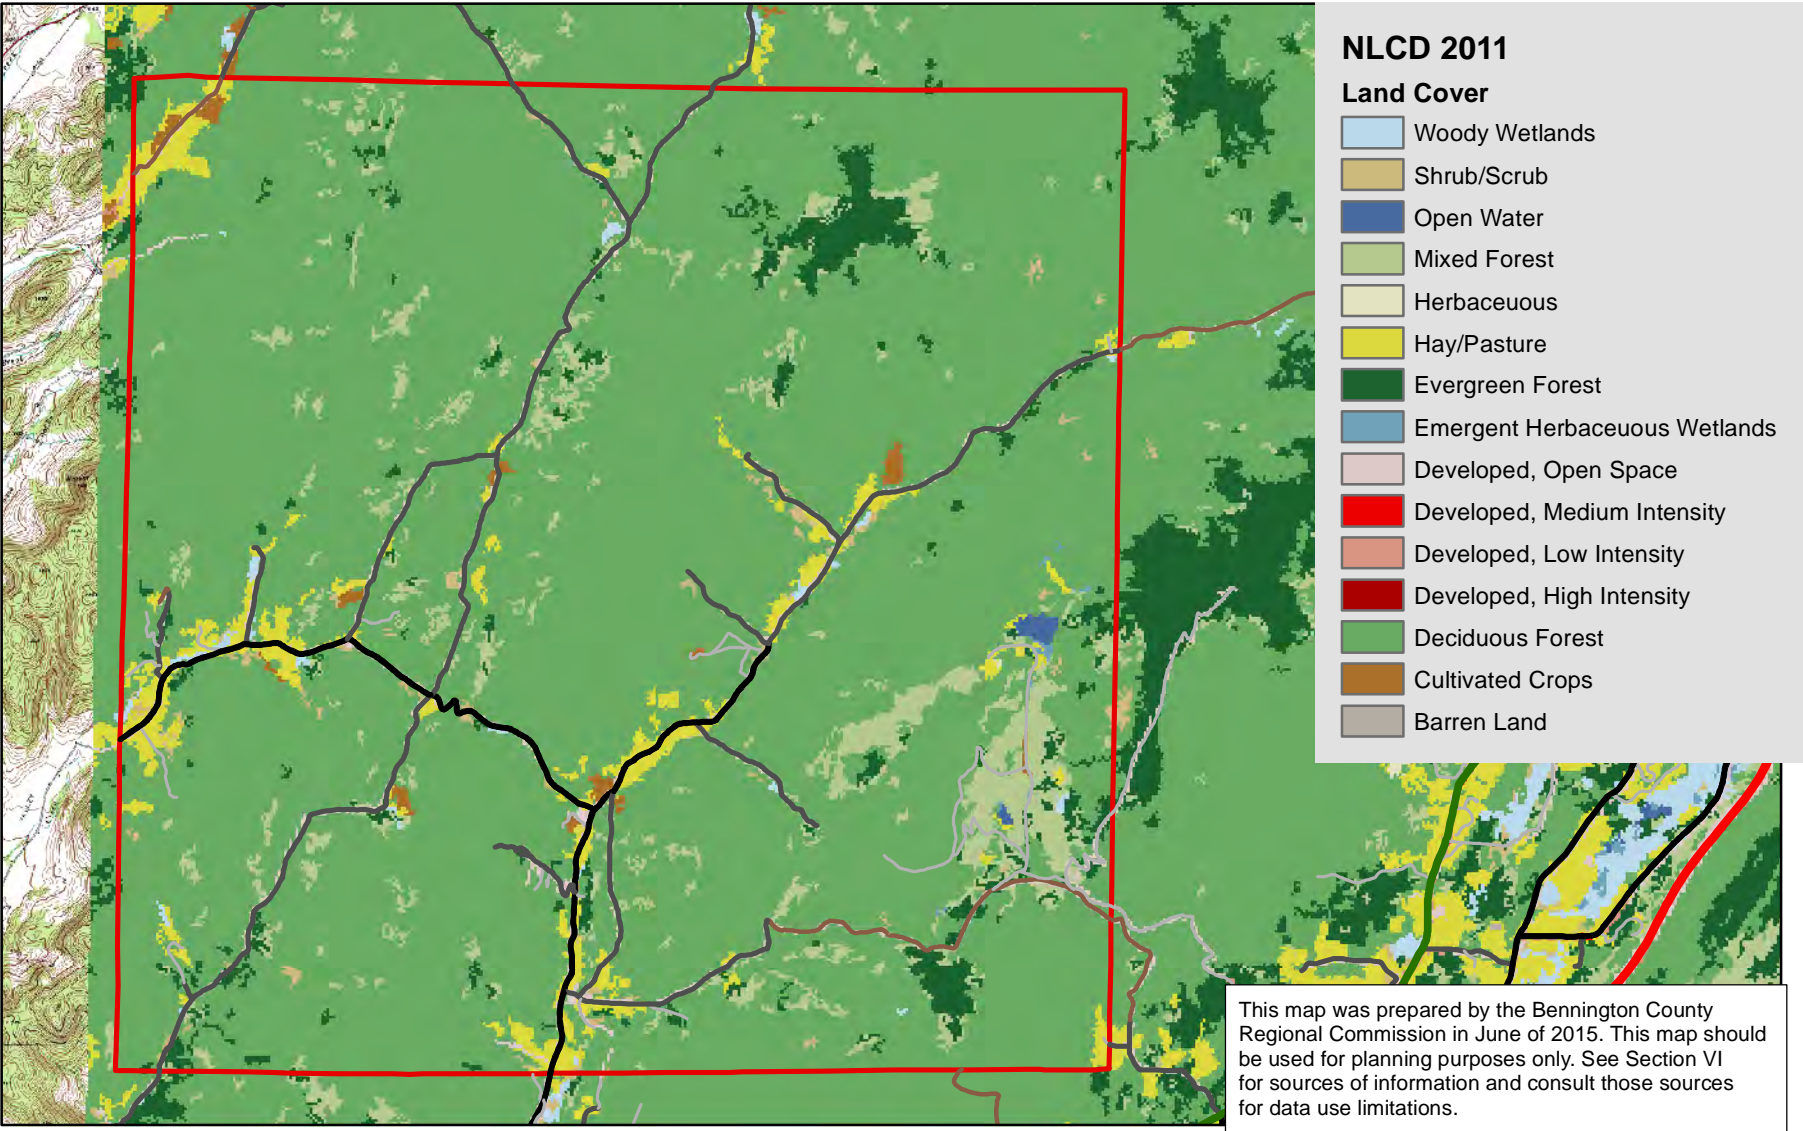 NLCD 2011
Land Cover
Woody Wetlands
Shrub/Scrub
Open Water
Mixed Forest
Herbaceuous
Hay/Pasture
Evergreen Forest
Emergent Herbaceuous Wetlands
Developed, Open Space
Developed, Medium Intensity
Developed, Low Intensity
Developed, High Intensity
Deciduous Forest
Cultivated Crops
Barren Land
This map was prepared by the Bennington County
Regional Commission in June of 2015. This map should
be used for planning purposes only. See Section VI
for sources of information and consult those sources
for data use limitations.